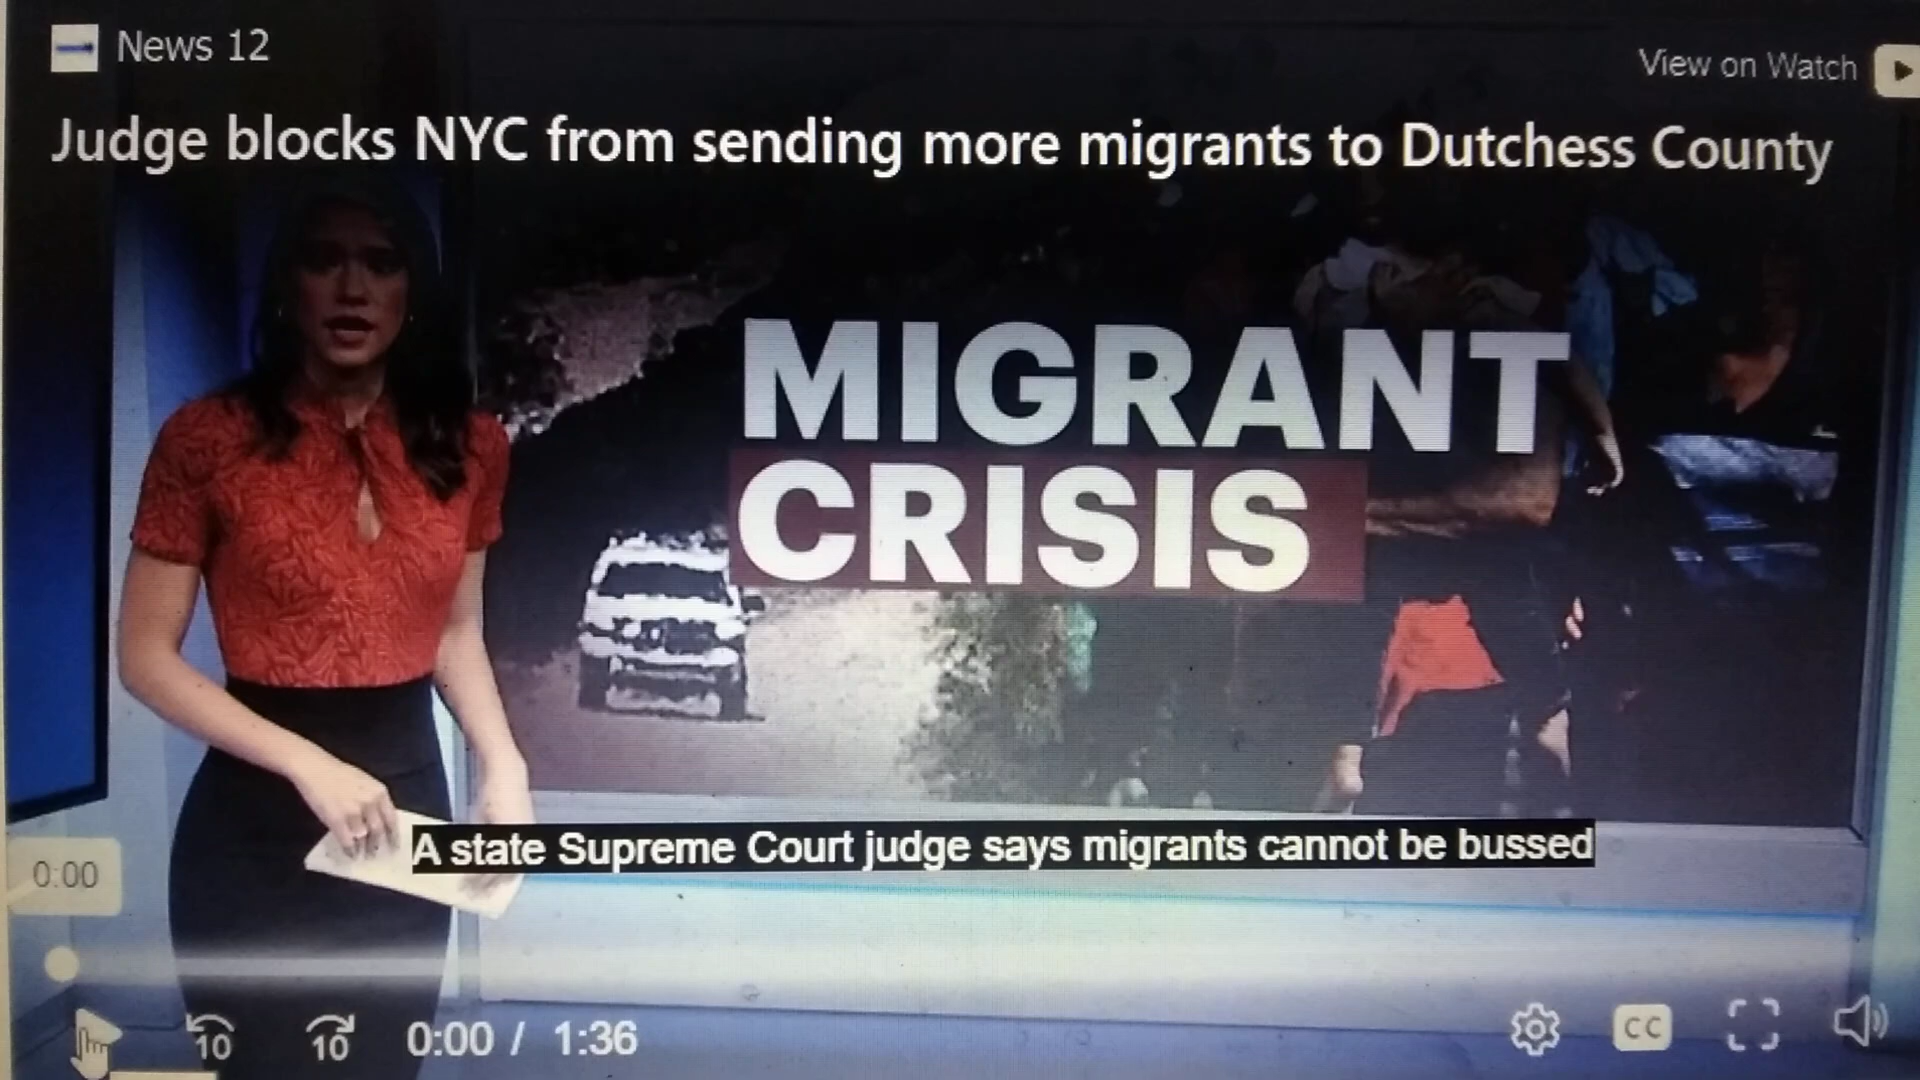 News 12
View on Watch
Judge blocks NYC from sending more migrants to Dutchess County
MIGRANT
CRISIS
A state Supreme Court judge says migrants cannot be bussed
0:00
10
10
0:00 / 1:36
CC